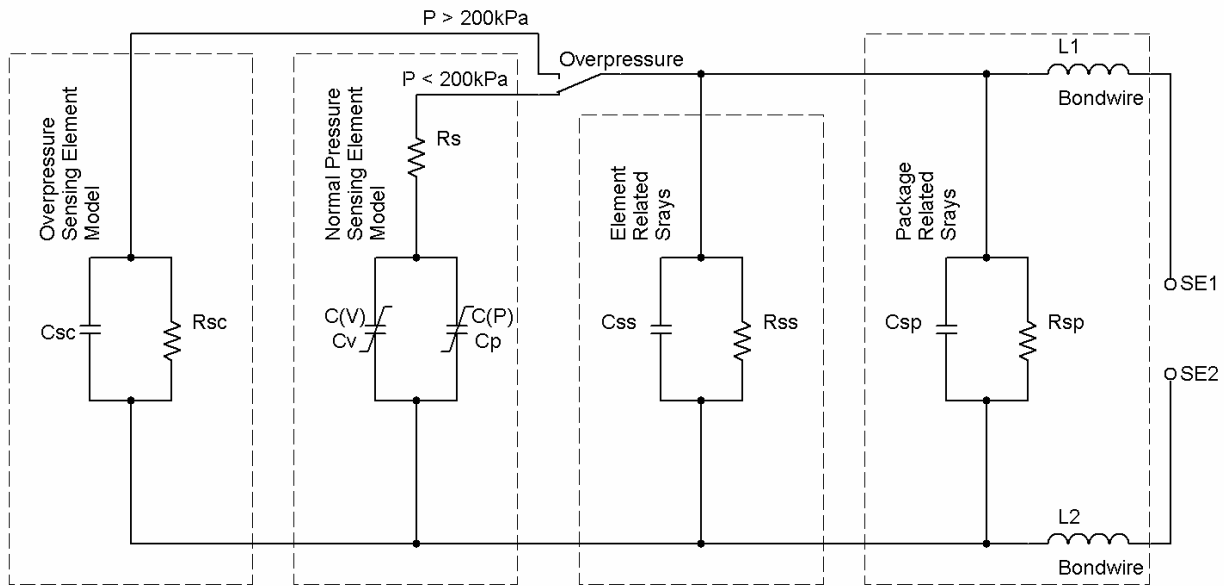 P > 200kPa
Overpressure
P < 200kPa
L1
Bondwire
Overpressure
Sensing Element
Model
Normal Pressure
Sensing Element
Model
Rs
Element
Related
Srays
Package
Related
Srays
Csc
Rsc
C(V)
Cv
C(P)
Cp
Css
Rss
Csp
Rsp
SE1
SE2
L2
Bondwire